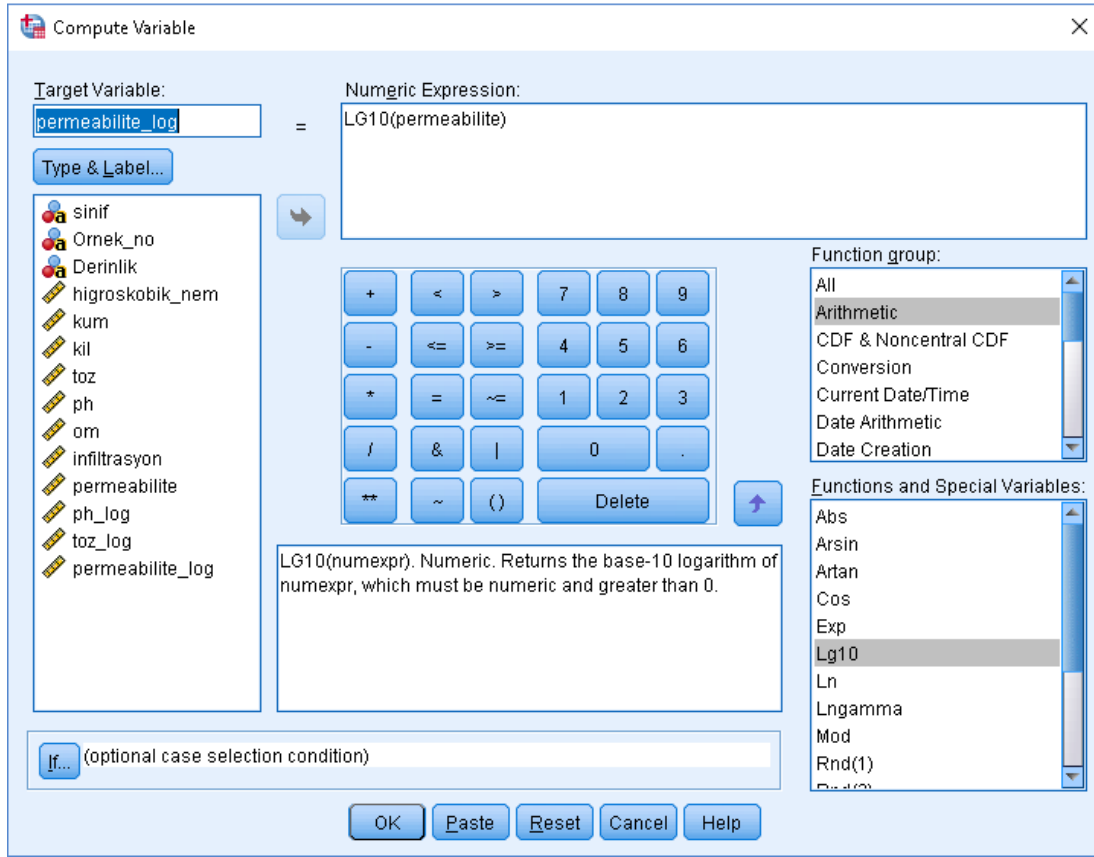 Compute Variable
Target Variable:
permeabilite_log
=
Numeric Expression:
LG10(permeabilite)
Type & Label...
sinif
Ornek_no
Derinlik
higroskobik_nem
kum
kil
toz
ph
om
infiltrasyon
permeabilite
ph_log
toz_log
permeabilite_log
+ < > 7 8 9
- <= >= 4 5 6
* = ~= 1 2 3
/ & | 0 .
** ~ () Delete
LG10(numexpr). Numeric. Returns the base-10 logarithm of
numexpr, which must be numeric and greater than 0.
Function group:
All
Arithmetic
CDF & Noncentral CDF
Conversion
Current Date/Time
Date Arithmetic
Date Creation
Functions and Special Variables:
Abs
Arsin
Artan
Cos
Exp
Lg10
Ln
Lngamma
Mod
Rnd(1)
If... (optional case selection condition)
OK Paste Reset Cancel Help